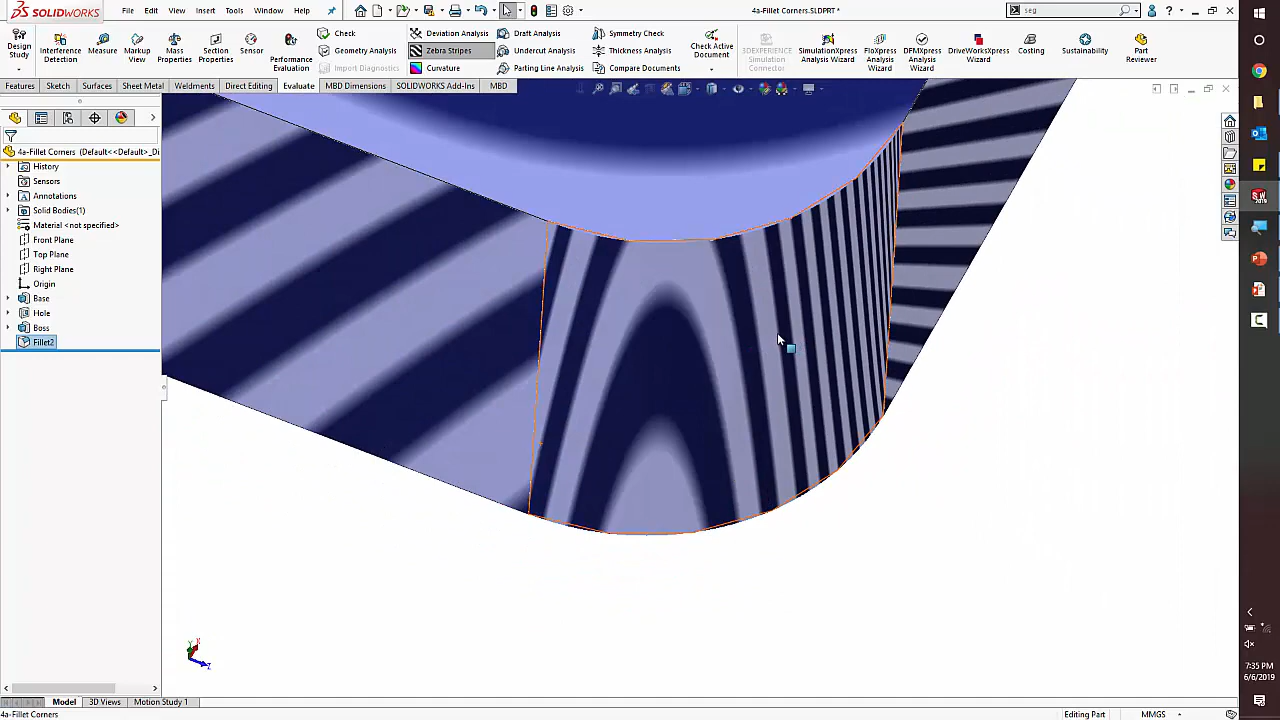 SOLIDWORKS
File Edit View Insert Tools Window Help
4a-Fillet Corners.SLDPRT *
seg
Design Study
Interference Detection
Measure
Markup View
Mass Properties
Section Properties
Sensor
Performance Evaluation
Check
Geometry Analysis
Import Diagnostics
Deviation Analysis
Zebra Stripes
Curvature
Draft Analysis
Undercut Analysis
Parting Line Analysis
Symmetry Check
Thickness Analysis
Compare Documents
Check Active Document
3DEXPERIENCE Simulation Connector
SimulationXpress Analysis Wizard
FloXpress Analysis Wizard
DFMXpress Analysis Wizard
DriveWorksXpress Wizard
Costing
Sustainability
Part Reviewer
Features Sketch Surfaces Sheet Metal Weldments Direct Editing Evaluate MBD Dimensions SOLIDWORKS Add-Ins MBD
4a-Fillet Corners (Default<<Default>_Di
History
Sensors
Annotations
Solid Bodies(1)
Material <not specified>
Front Plane
Top Plane
Right Plane
Origin
Base
Hole
Boss
Fillet2
Y X Z
7:35 PM
6/6/2019
Model 3D Views Motion Study 1
4a-Fillet Corners
Editing Part MMGS